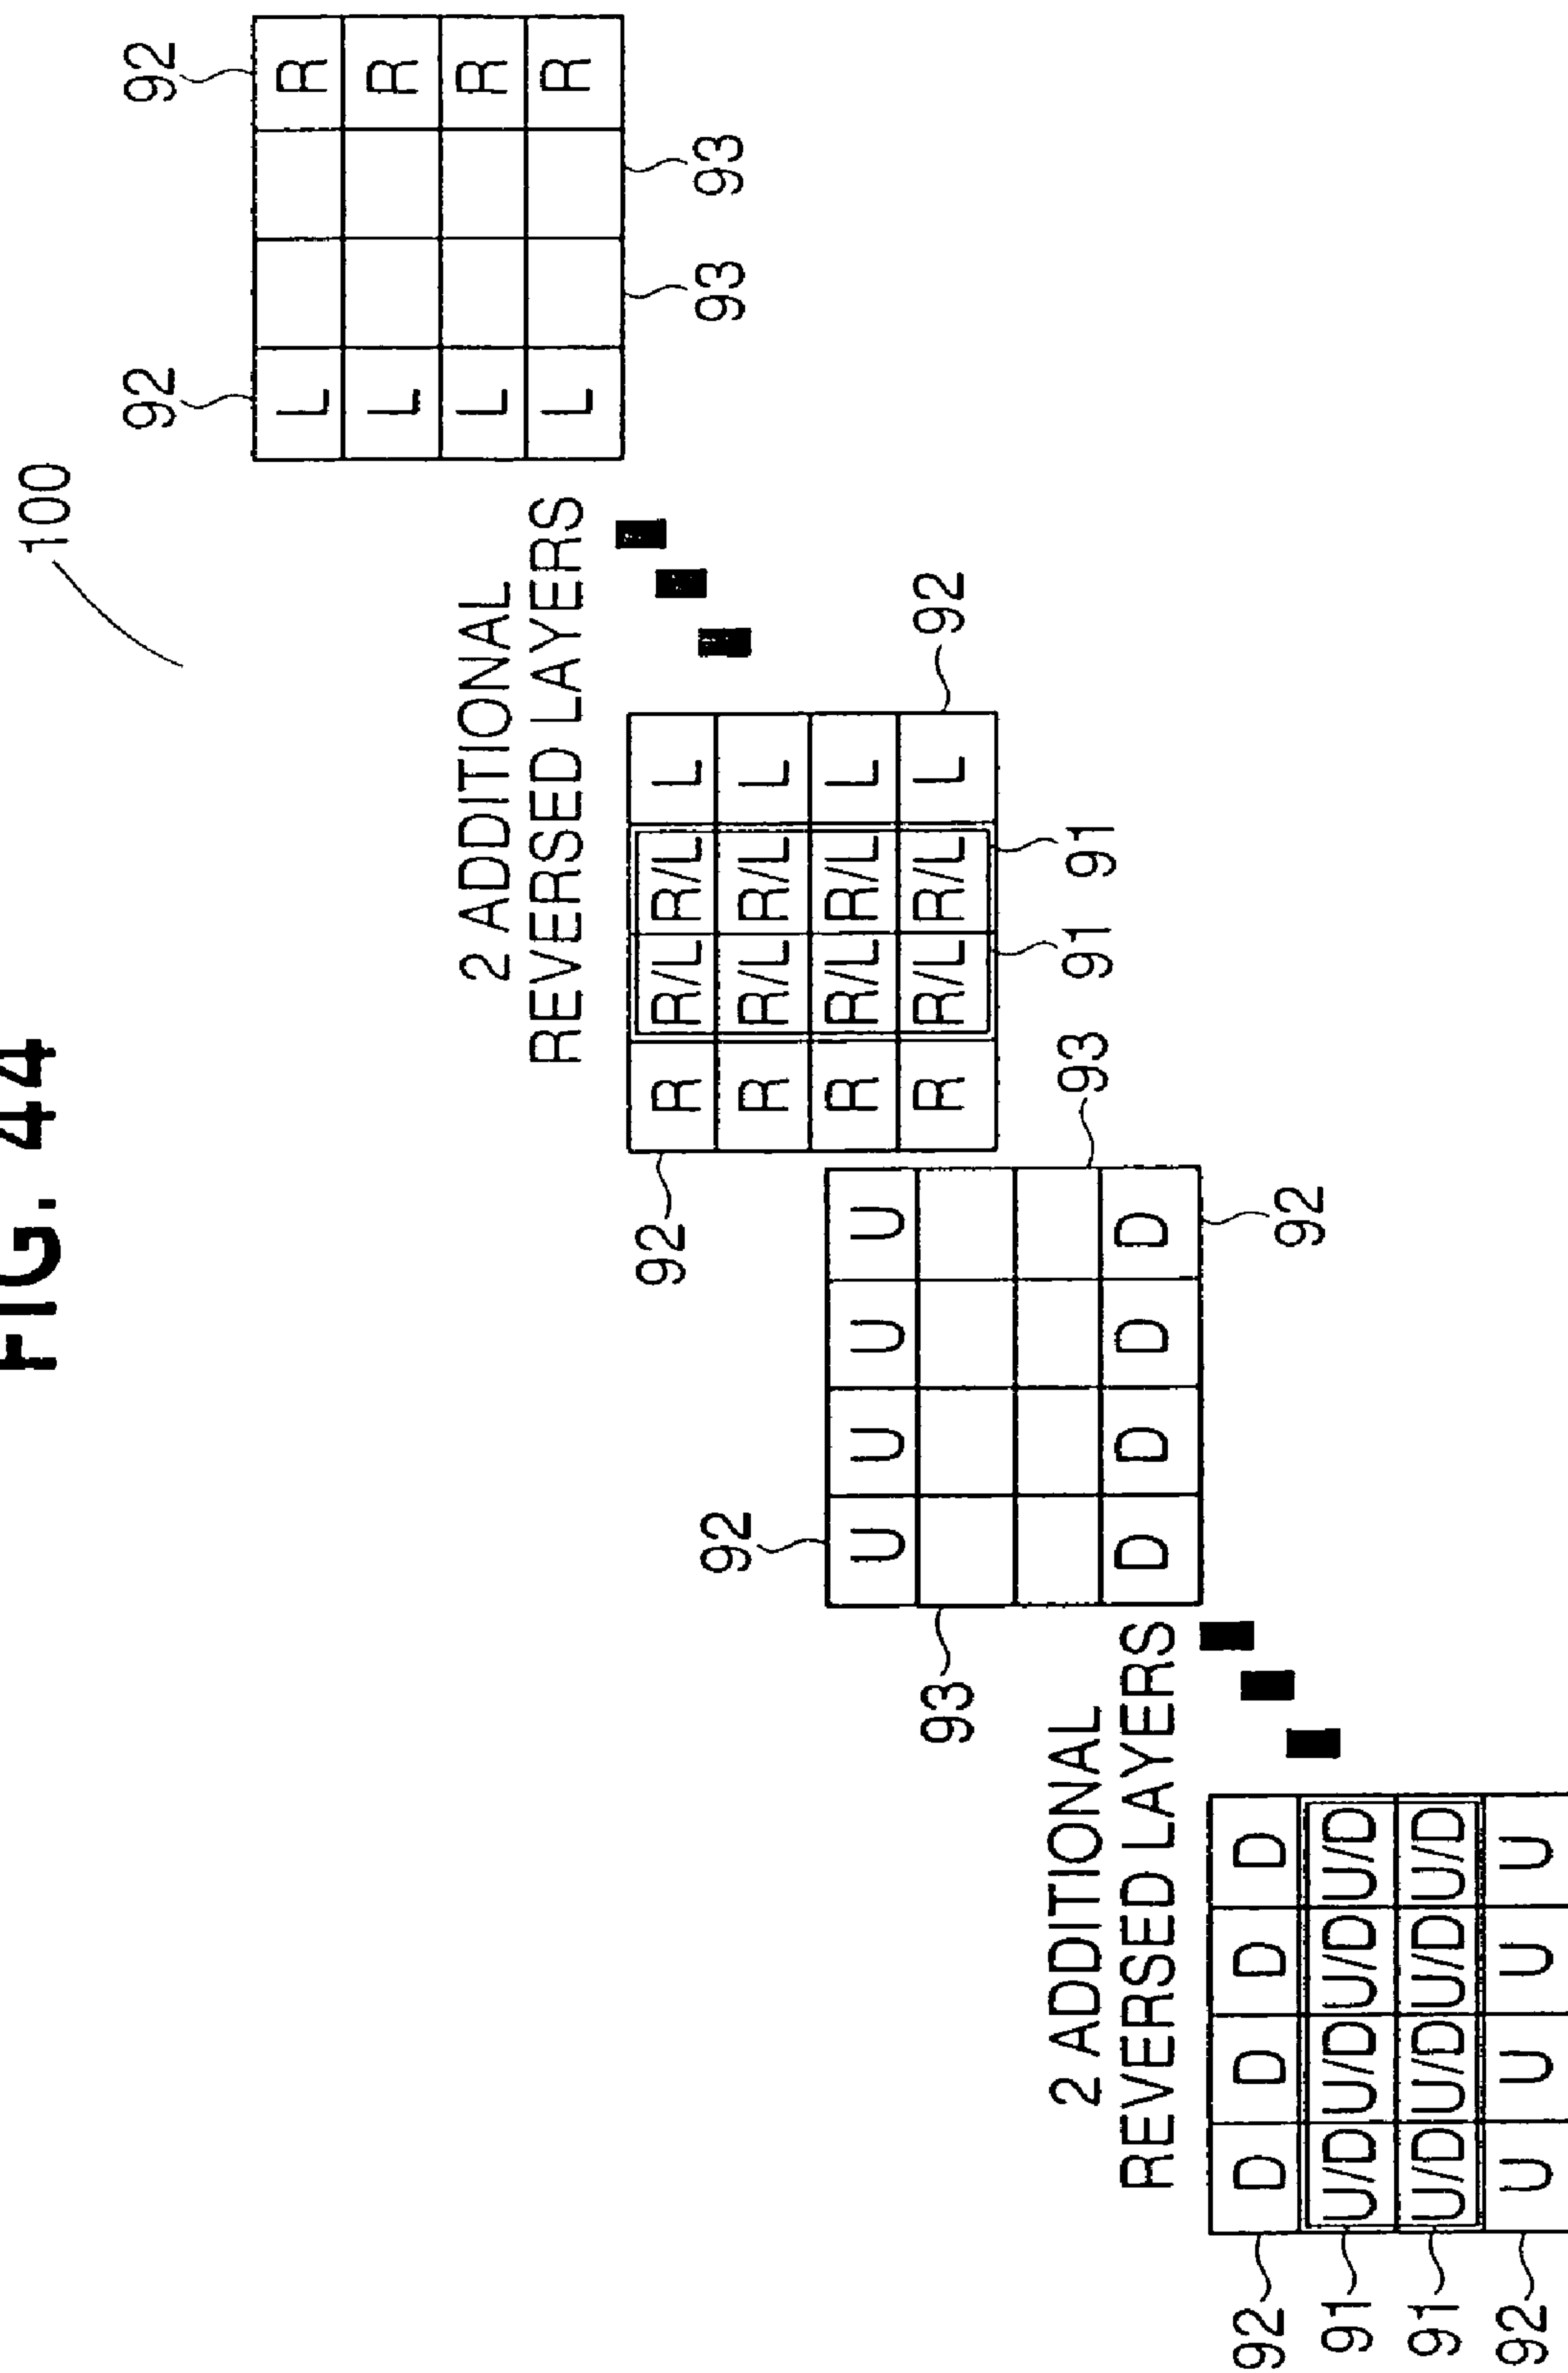 FIG. 44
100
92 92
L R
L R
L R
L R
93 93
2 ADDITIONAL
REVERSED LAYERS
92 R R/L R/L L
R R/L R/L L
R R/L R/L L
R R/L R/L L 92
91 91
92
U U U U
93 93
D D D D
92
2 ADDITIONAL
REVERSED LAYERS
92 D D D D
91 U/D U/D U/D U/D
91 U/D U/D U/D U/D
92 U U U U